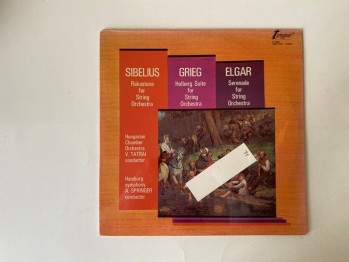 SIBELIUS
Rakastava
for
String
Orchestra
GRIEG
Holberg Suite
for
String
Orchestra
ELGAR
Serenade
for
String
Orchestra
Hungarian
Chamber
Orchestra
V. TATRAI
conductor
Hamburg
symphony
A. SPRINGER
conductor